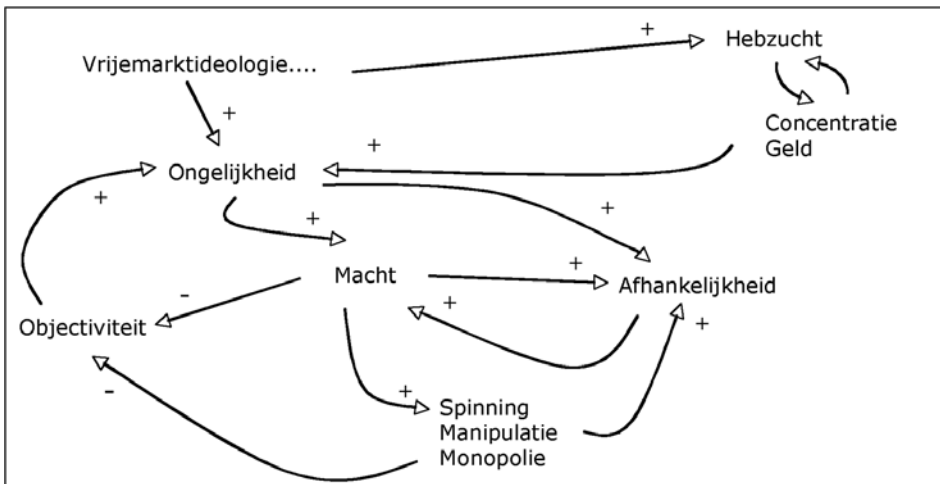 +
Hebzucht
Vrijemarktideologie....
+
Concentratie
Geld
+
Ongelijkheid
+
+
+
Macht
+
Afhankelijkheid
-
+
+
Objectiviteit
-
+
Spinning
Manipulatie
Monopolie